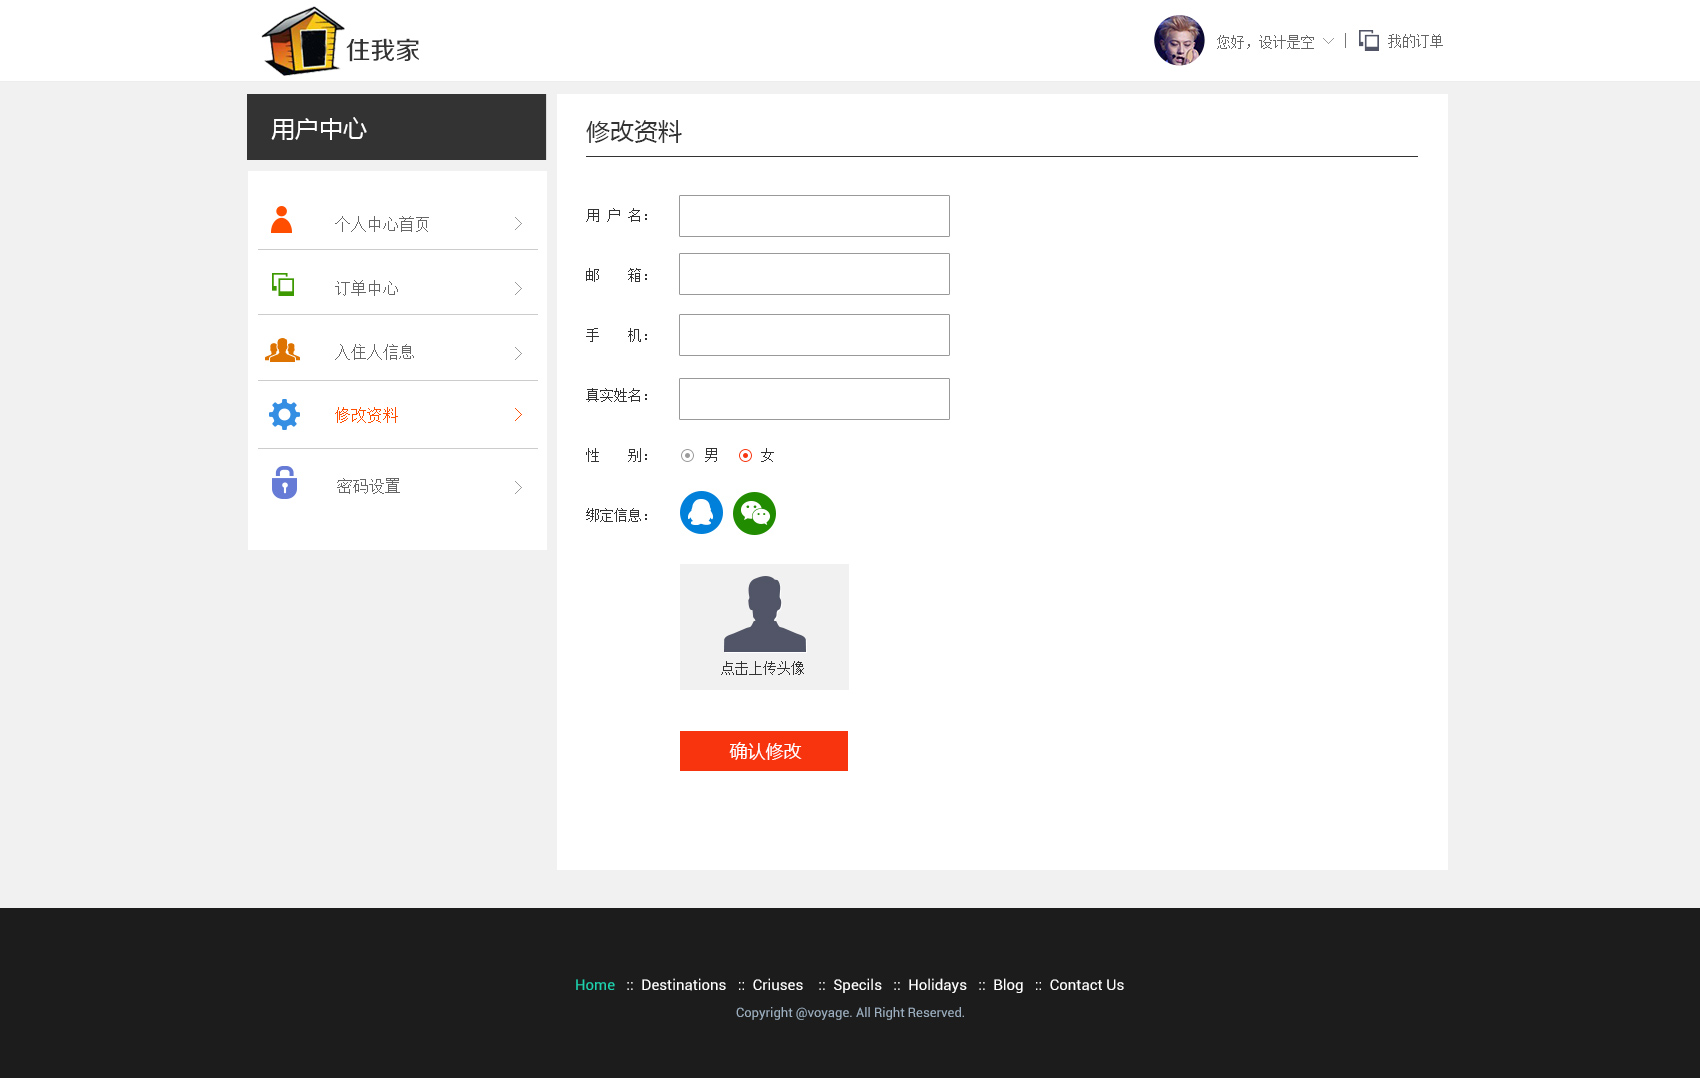 住我家
您好，设计是空
我的订单
用户中心
个人中心首页
订单中心
入住人信息
修改资料
密码设置
修改资料
用 户 名：
邮 箱：
手 机：
真实姓名：
性 别： 男 女
绑定信息：
点击上传头像
确认修改
Home :: Destinations :: Criuses :: Specils :: Holidays :: Blog :: Contact Us
Copyright @voyage. All Right Reserved.